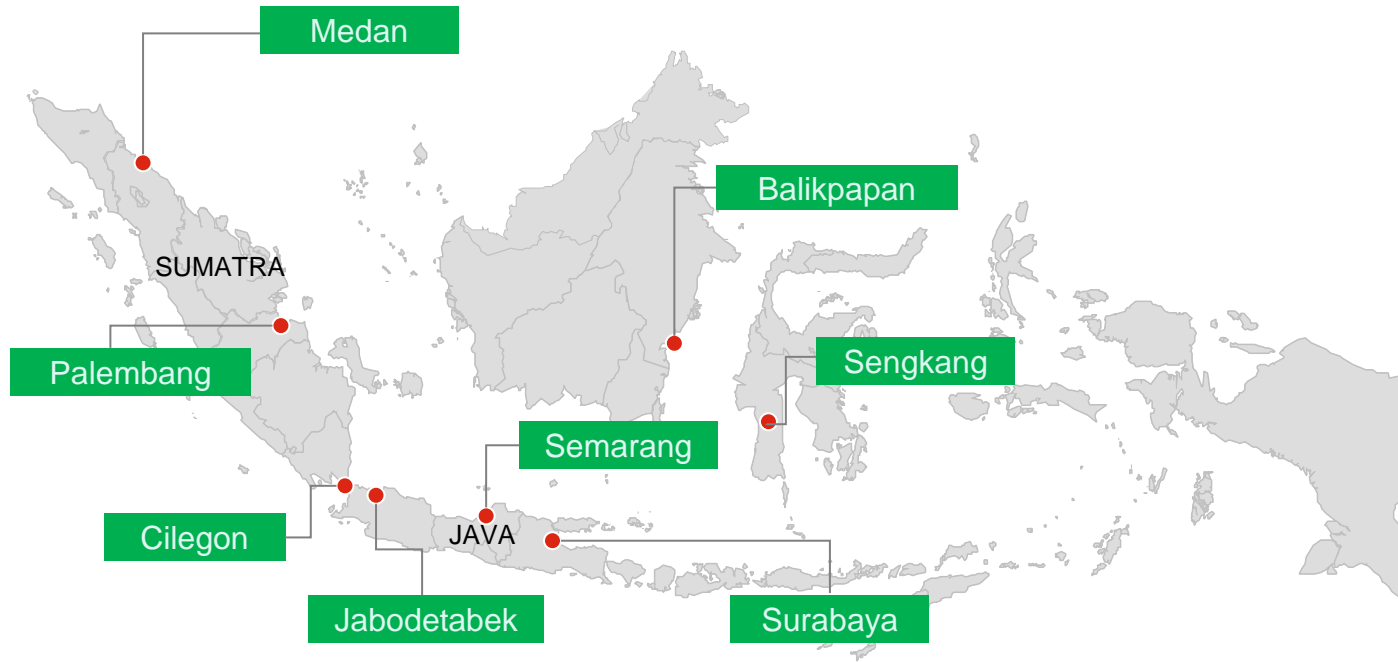 Medan
Balikpapan
SUMATRA
Palembang
Sengkang
Semarang
Cilegon
JAVA
Jabodetabek
Surabaya